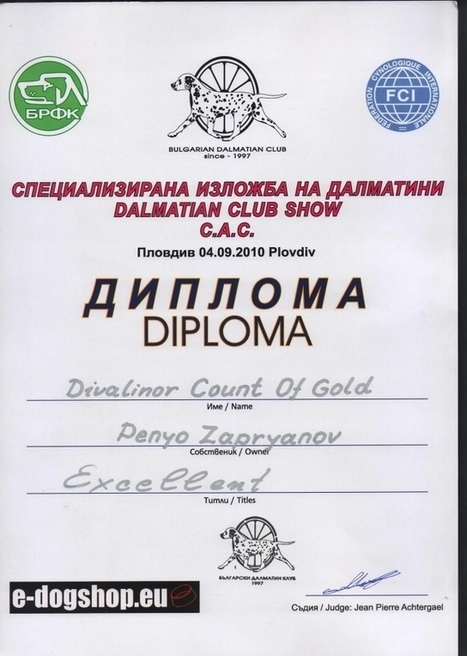 БРФК
FEDERATION CYNOLOGIQUE INTERNATIONALE
FCI
BULGARIAN DALMATIAN CLUB
since - 1997
СПЕЦИАЛИЗИРАНА ИЗЛОЖБА НА ДАЛМАТИНИ
DALMATIAN CLUB SHOW
C.A.C.
Пловдив 04.09.2010 Plovdiv
ДИПЛОМА
DIPLOMA
Divalinor Count Of Gold
Име / Name
Penyo Zapryanov
Собственик / Owner
Excellent
Титли / Titles
БЪЛГАРСКИ ДАЛМАТИН КЛУБ
1997
e-dogshop.eu
Съдия / Judge: Jean Pierre Achtergael